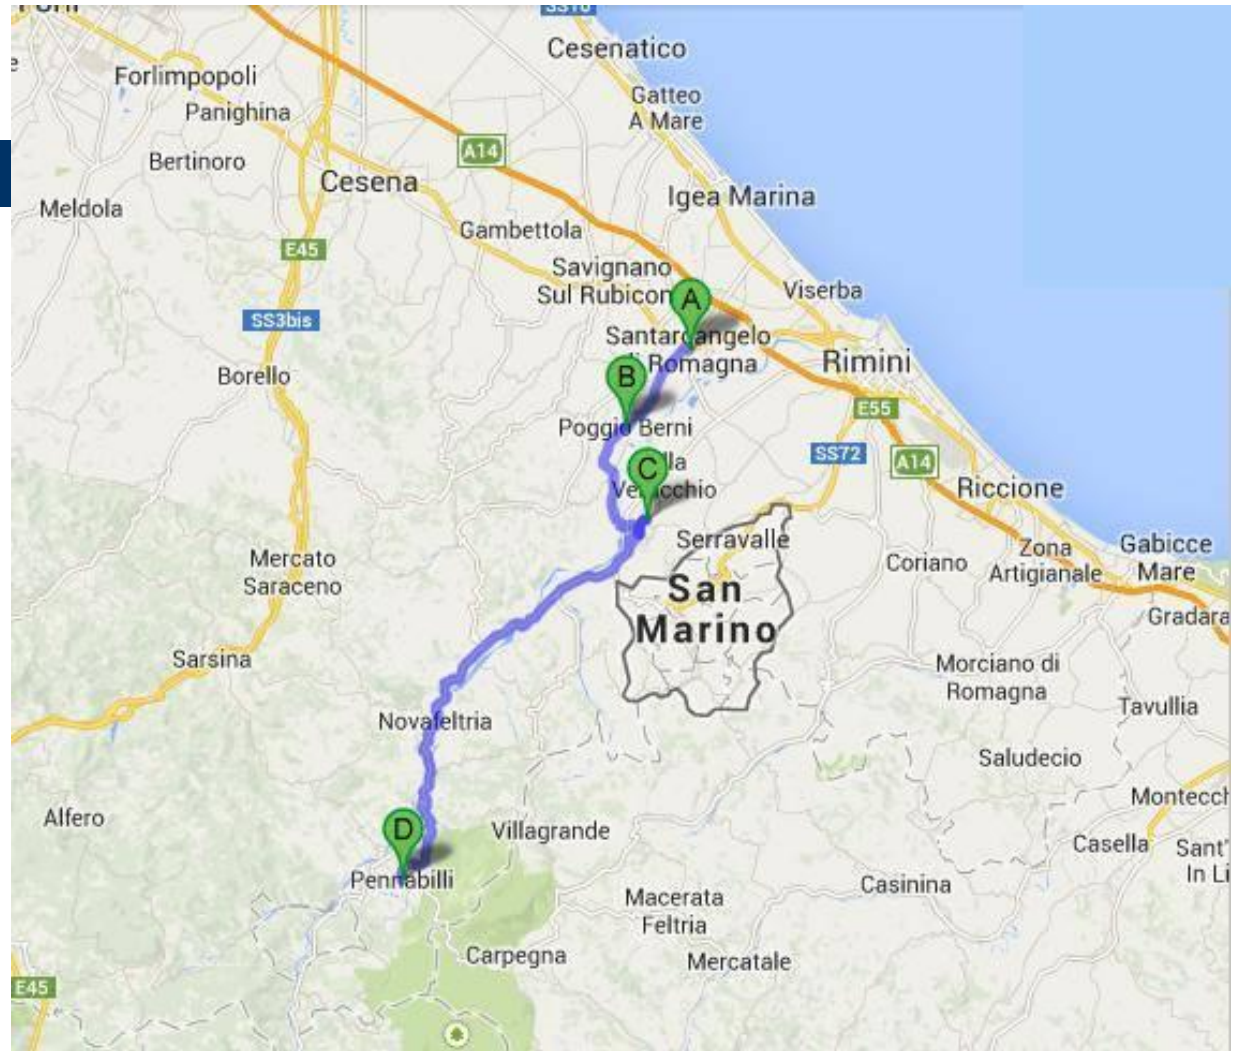 Cesenatico
Forlimpopoli
Gatteo
A Mare
Panighina
A14
Bertinoro
Cesena
Igea Marina
Meldola
Gambettola
E45
Savignano
Sul Rubicon
Viserba
A
SS3bis
Santarcangelo
di Romagna
Rimini
B
Borello
E55
Poggio Berni
SS72
A14
C
Riccione
Serravalle
Zona
Artigianale
Gabicce
Mare
Mercato
Saraceno
Coriano
San
Marino
Gradara
Sarsina
Morciano di
Romagna
Tavullia
Novafeltria
Saludecio
Montecch
Alfero
D
Villagrande
Casella
Sant'
In Li
Pennabilli
Casinina
Macerata
Feltria
Carpegna
Mercatale
E45